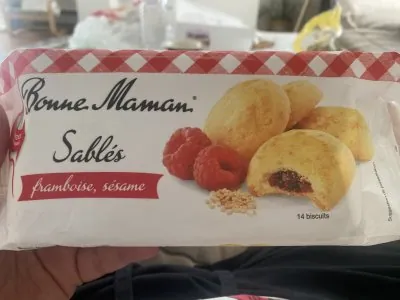 Bonne Maman®
Sablés
framboise, sésame
14 biscuits